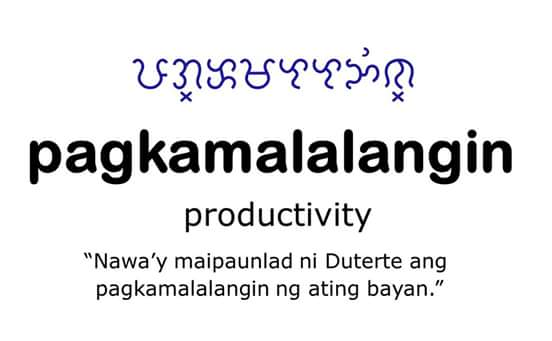 ᜉᜄ᜔ᜃᜋᜎᜎᜅᜒᜈ᜔
pagkamalalangin
productivity
“Nawa’y maipaunlad ni Duterte ang
pagkamalalangin ng ating bayan.”